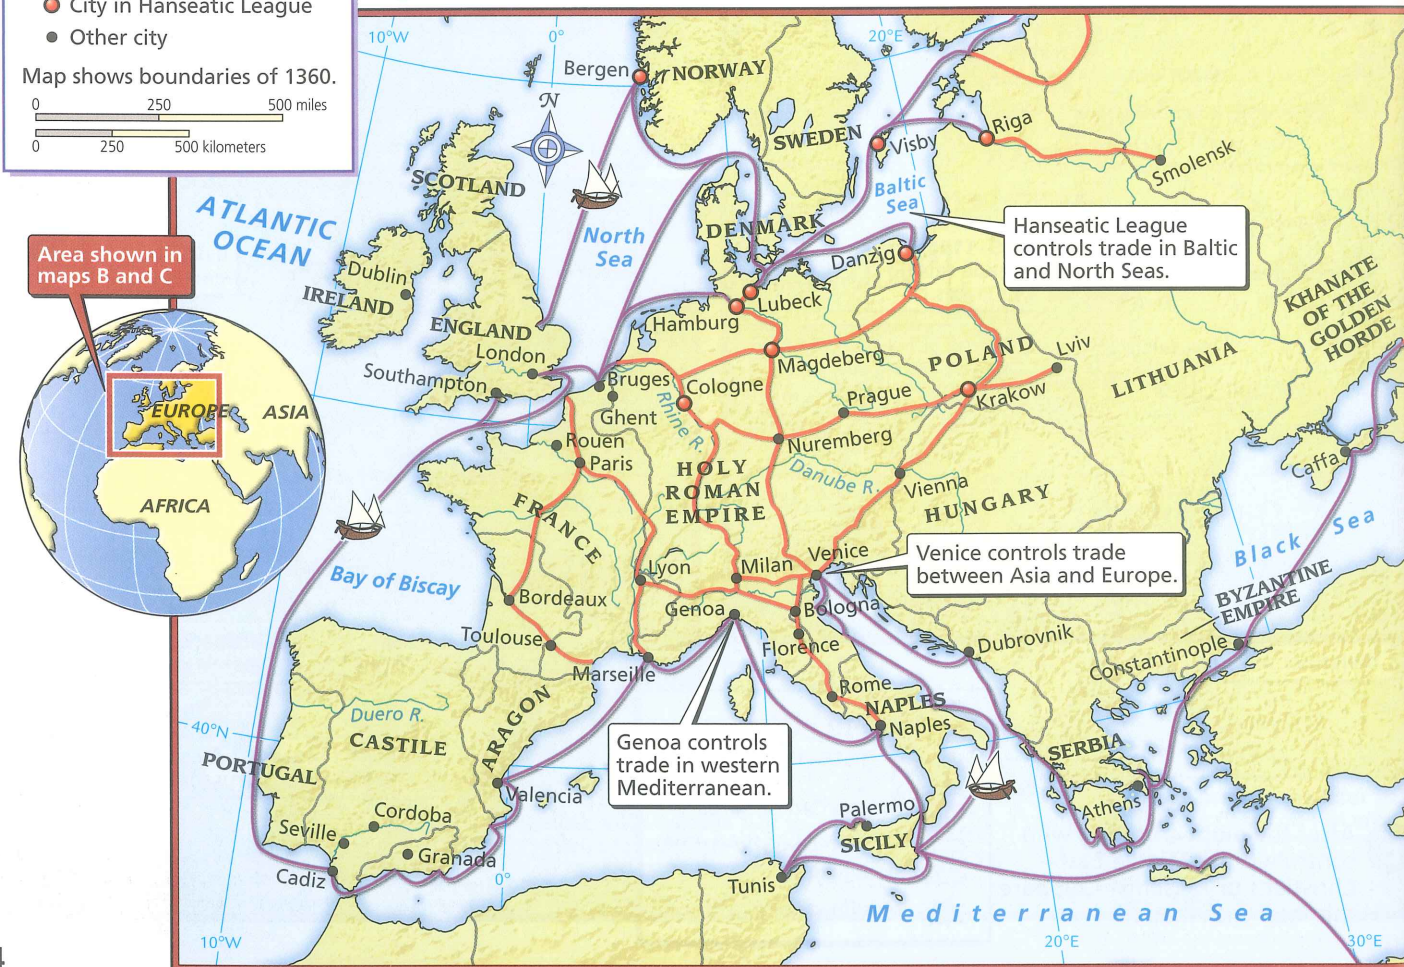 City in Hanseatic League
Other city
Map shows boundaries of 1360.
0 250 500 miles
0 250 500 kilometers
10°W
0°
20°E
N
Bergen
NORWAY
SWEDEN
Visby
Riga
Smolensk
SCOTLAND
ATLANTIC
OCEAN
North
Sea
Baltic
Sea
DENMARK
Hanseatic League
controls trade in Baltic
and North Seas.
Area shown in
maps B and C
Dublin
IRELAND
ENGLAND
London
Southampton
Danzig
Lubeck
Hamburg
Magdeberg
POLAND
Lviv
LITHUANIA
KHANATE
OF THE
GOLDEN
HORDE
EUROPE
ASIA
AFRICA
Bruges
Ghent
Cologne
Rhine R.
Prague
Krakow
Rouen
Paris
Nuremberg
HOLY
ROMAN
EMPIRE
Danube R.
Vienna
HUNGARY
Caffa
FRANCE
Black Sea
Bay of Biscay
Lyon
Milan
Venice
Venice controls trade
between Asia and Europe.
BYZANTINE
EMPIRE
Bordeaux
Genoa
Bologna
Toulouse
Florence
Dubrovnik
Constantinople
Marseille
Rome
NAPLES
Naples
40°N
Duero R.
CASTILE
ARAGON
PORTUGAL
Genoa controls
trade in western
Mediterranean.
SERBIA
Athens
Valencia
Cordoba
Seville
Granada
Cadiz
Palermo
SICILY
Tunis
0°
Mediterranean Sea
10°W
20°E
30°E